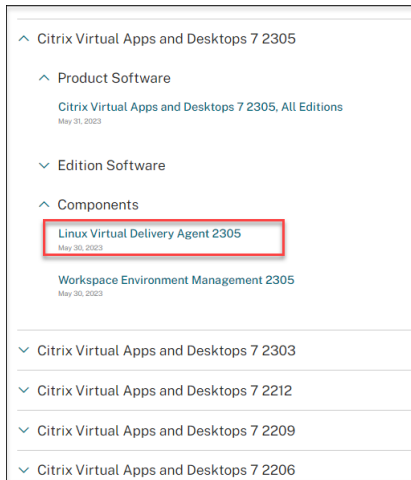 Citrix Virtual Apps and Desktops 7 2305
Product Software
Citrix Virtual Apps and Desktops 7 2305, All Editions
May 31, 2023
Edition Software
Components
Linux Virtual Delivery Agent 2305
May 30, 2023
Workspace Environment Management 2305
May 30, 2023
Citrix Virtual Apps and Desktops 7 2303
Citrix Virtual Apps and Desktops 7 2212
Citrix Virtual Apps and Desktops 7 2209
Citrix Virtual Apps and Desktops 7 2206